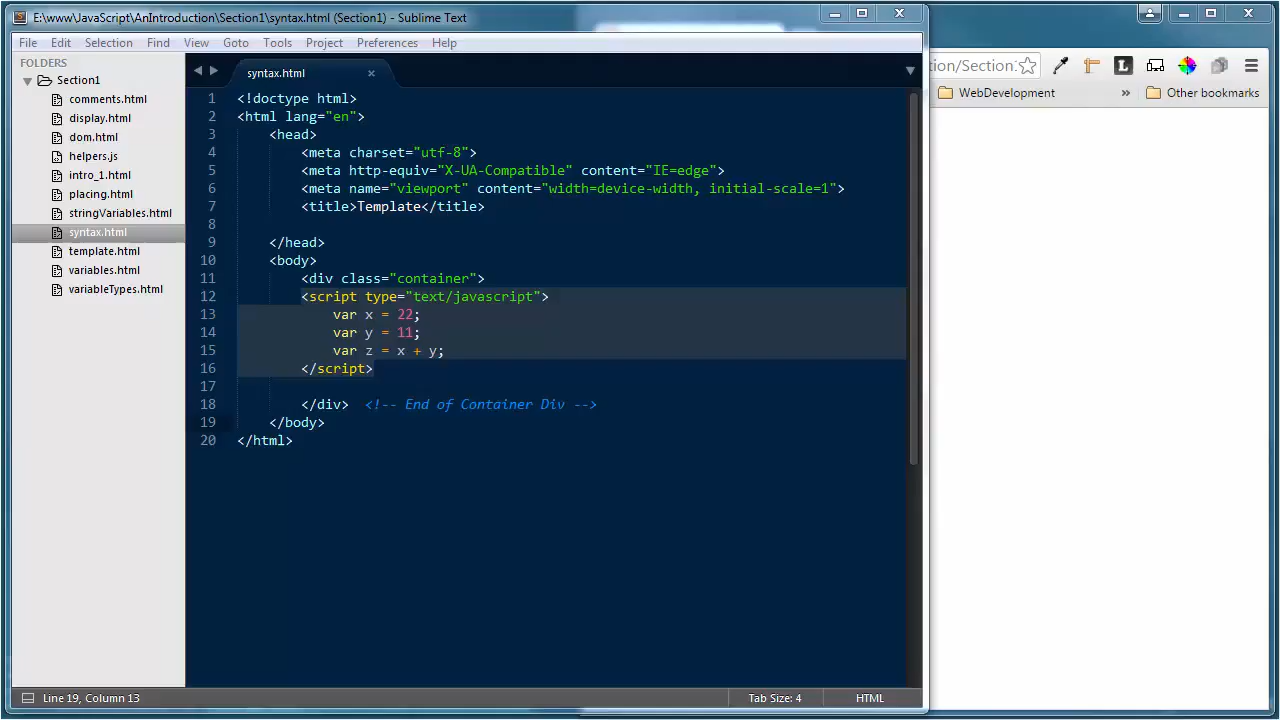 E:\www\JavaScript\AnIntroduction\Section1\syntax.html (Section1) - Sublime Text
File Edit Selection Find View Goto Tools Project Preferences Help
FOLDERS
Section1
comments.html
display.html
dom.html
helpers.js
intro_1.html
placing.html
stringVariables.html
syntax.html
template.html
variables.html
variableTypes.html
syntax.html
1 <!doctype html>
2 <html lang="en">
3 <head>
4 <meta charset="utf-8">
5 <meta http-equiv="X-UA-Compatible" content="IE=edge">
6 <meta name="viewport" content="width=device-width, initial-scale=1">
7 <title>Template</title>
8
9 </head>
10 <body>
11 <div class="container">
12 <script type="text/javascript">
13 var x = 22;
14 var y = 11;
15 var z = x + y;
16 </script>
17
18 </div> <!-- End of Container Div -->
19 </body>
20 </html>
Line 19, Column 13
Tab Size: 4
HTML
ion/Section
L
WebDevelopment » Other bookmarks